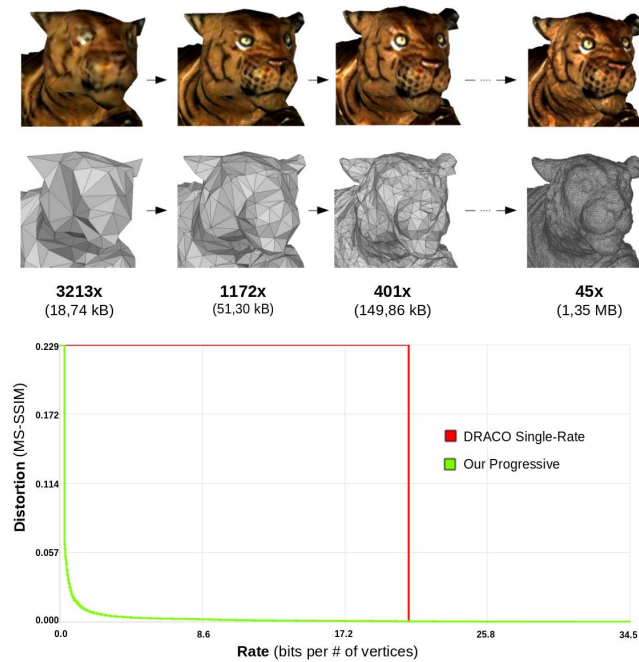 3213x 1172x 401x 45x
(18,74 kB) (51,30 kB) (149,86 kB) (1,35 MB)
0.229
0.172
0.114
0.057
0.000
Distortion (MS-SSIM)
DRACO Single-Rate
Our Progressive
0.0 8.6 17.2 25.8 34.5
Rate (bits per # of vertices)